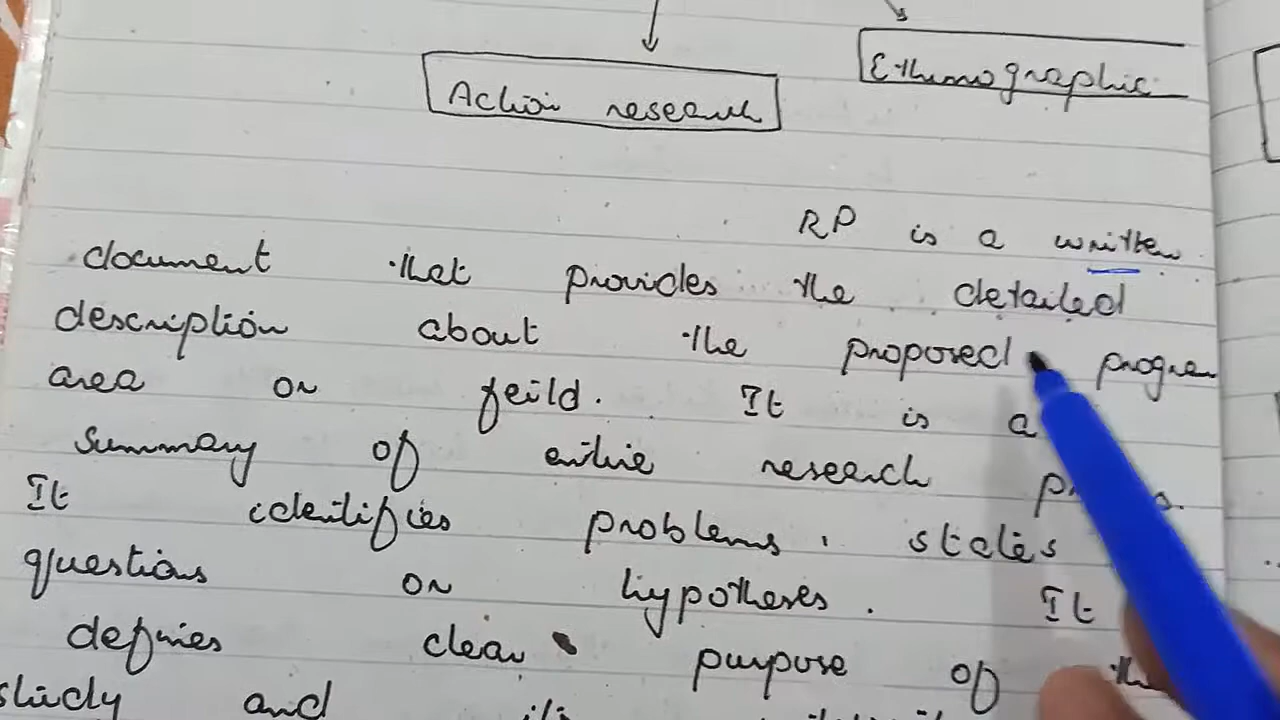 Ethnographic
Action research
RP is a written
document that provides the detailed
description about the proposed
area or feild. It is a
summary of entire research
It identifies problems, states
questions or hypotheses. It
defines clear purpose of
study and